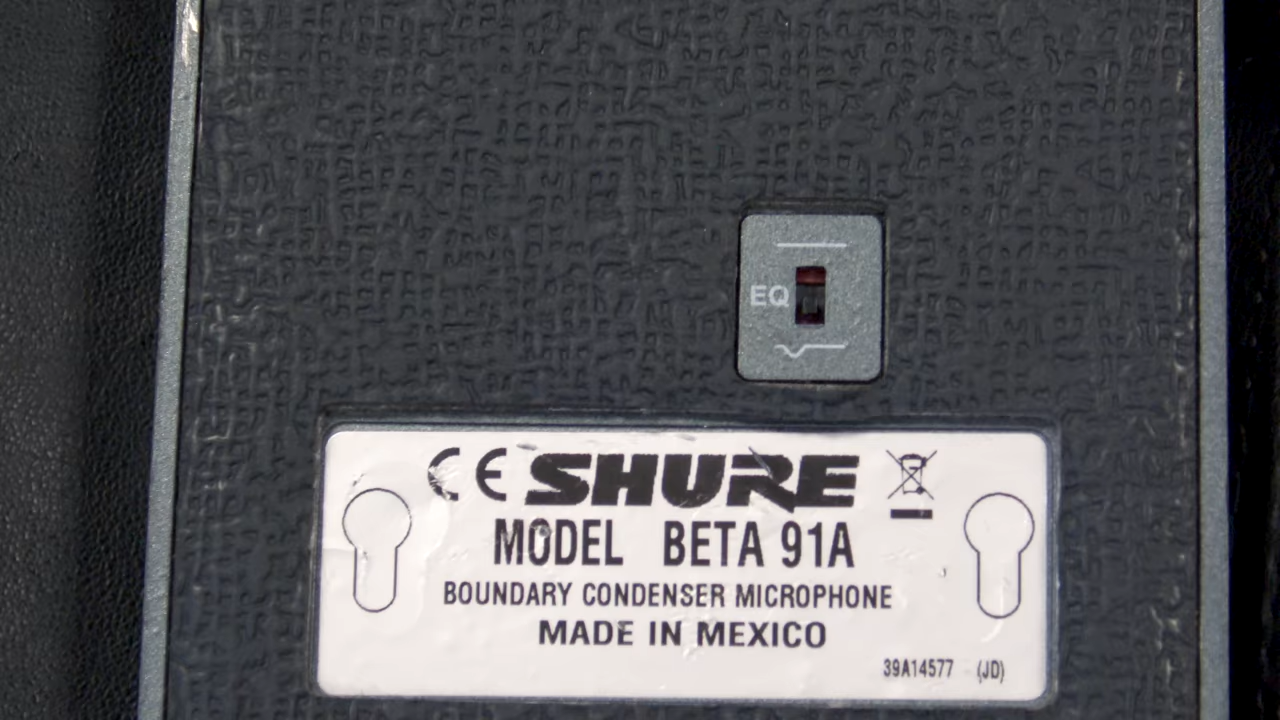 EQ
CE SHURE
MODEL BETA 91A
BOUNDARY CONDENSER MICROPHONE
MADE IN MEXICO
39A14577 (JD)